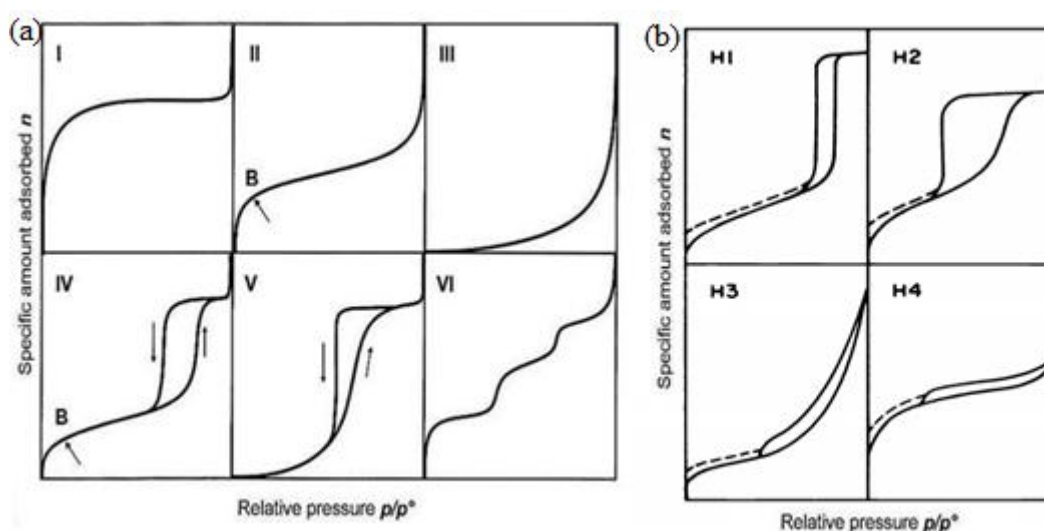 (a)
Specific amount adsorbed n
I
II
III
B
IV
V
VI
B
Relative pressure p/p°
(b)
Specific amount adsorbed n
H1
H2
H3
H4
Relative pressure p/p°